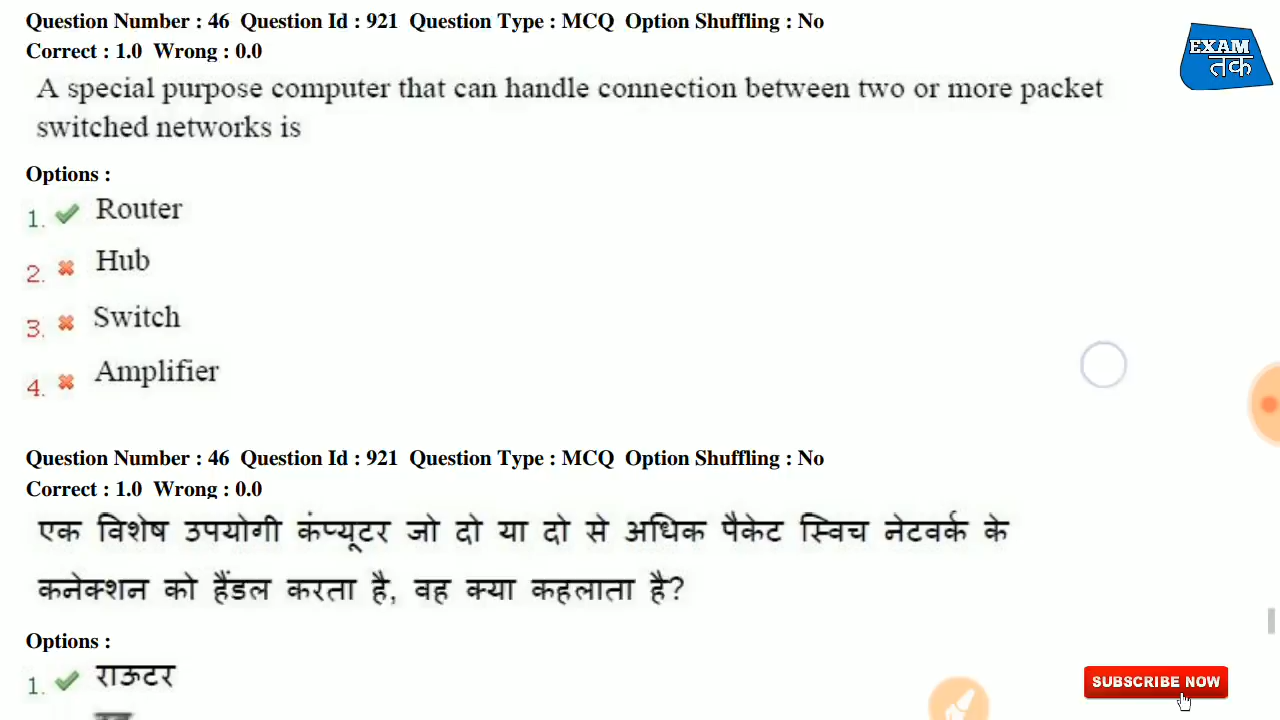 Question Number : 46 Question Id : 921 Question Type : MCQ Option Shuffling : No
Correct : 1.0 Wrong : 0.0
EXAM
तक
A special purpose computer that can handle connection between two or more packet
switched networks is
Options :
1. Router
2. Hub
3. Switch
4. Amplifier
Question Number : 46 Question Id : 921 Question Type : MCQ Option Shuffling : No
Correct : 1.0 Wrong : 0.0
एक विशेष उपयोगी कंप्यूटर जो दो या दो से अधिक पैकेट स्विच नेटवर्क के
कनेक्शन को हैंडल करता है, वह क्या कहलाता है?
Options :
1. राऊटर
SUBSCRIBE NOW